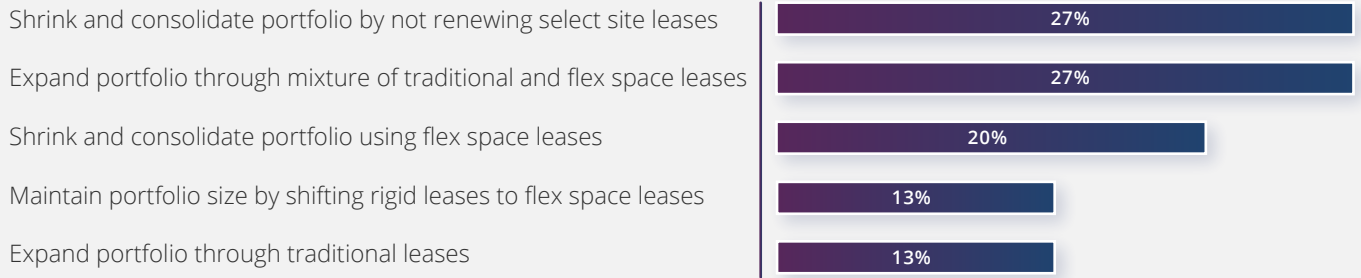 Shrink and consolidate portfolio by not renewing select site leases 27%
Expand portfolio through mixture of traditional and flex space leases 27%
Shrink and consolidate portfolio using flex space leases 20%
Maintain portfolio size by shifting rigid leases to flex space leases 13%
Expand portfolio through traditional leases 13%